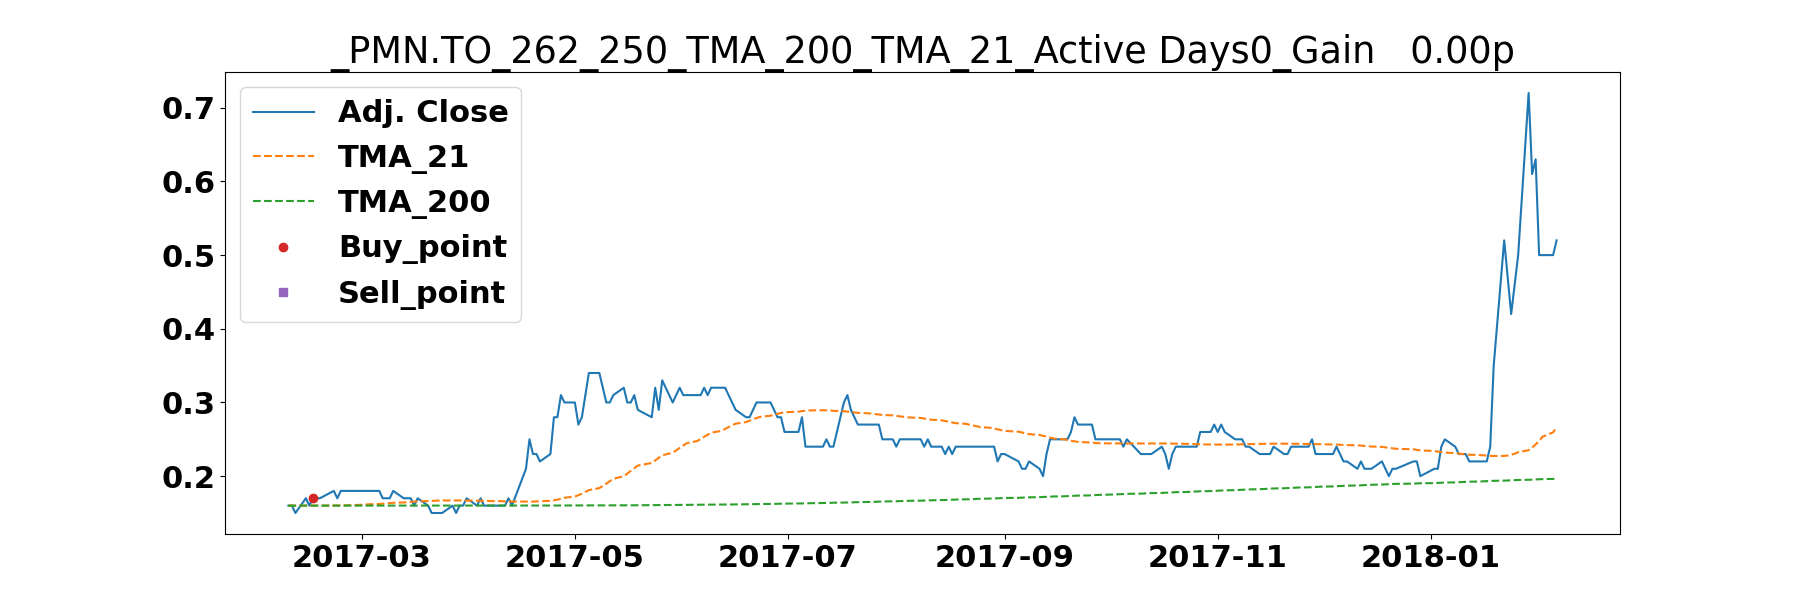 _PMN.TO_262_250_TMA_200_TMA_21_Active Days0_Gain   0.00p
0.7
0.6
0.5
0.4
0.3
0.2
Adj. Close
TMA_21
TMA_200
Buy_point
Sell_point
2017-03 2017-05 2017-07 2017-09 2017-11 2018-01